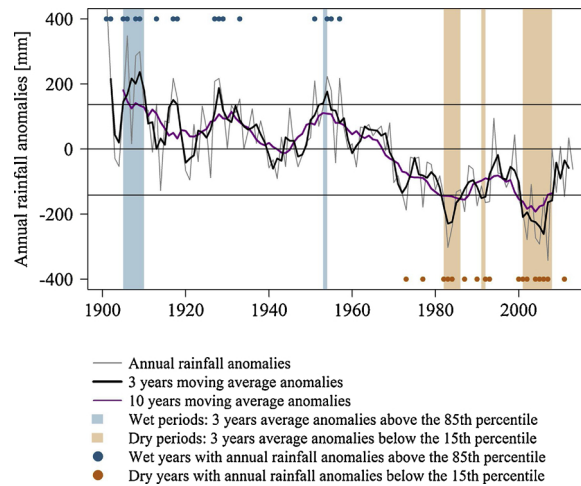 400
200
0
-200
-400
Annual rainfall anomalies [mm]
1900 1920 1940 1960 1980 2000
Annual rainfall anomalies
3 years moving average anomalies
10 years moving average anomalies
Wet periods: 3 years average anomalies above the 85th percentile
Dry periods: 3 years average anomalies below the 15th percentile
Wet years with annual rainfall anomalies above the 85th percentile
Dry years with annual rainfall anomalies below the 15th percentile